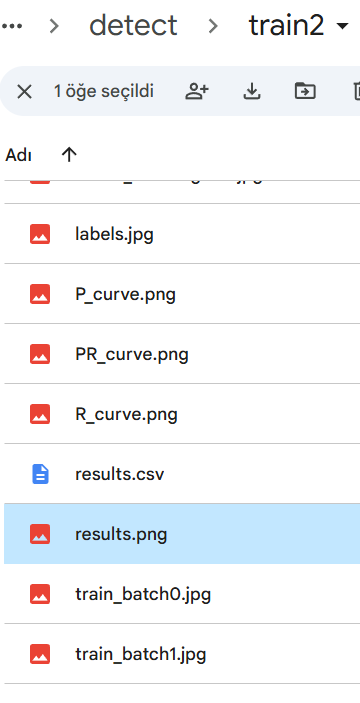 ... > detect > train2
1 öğe seçildi
Adı
labels.jpg
P_curve.png
PR_curve.png
R_curve.png
results.csv
results.png
train_batch0.jpg
train_batch1.jpg